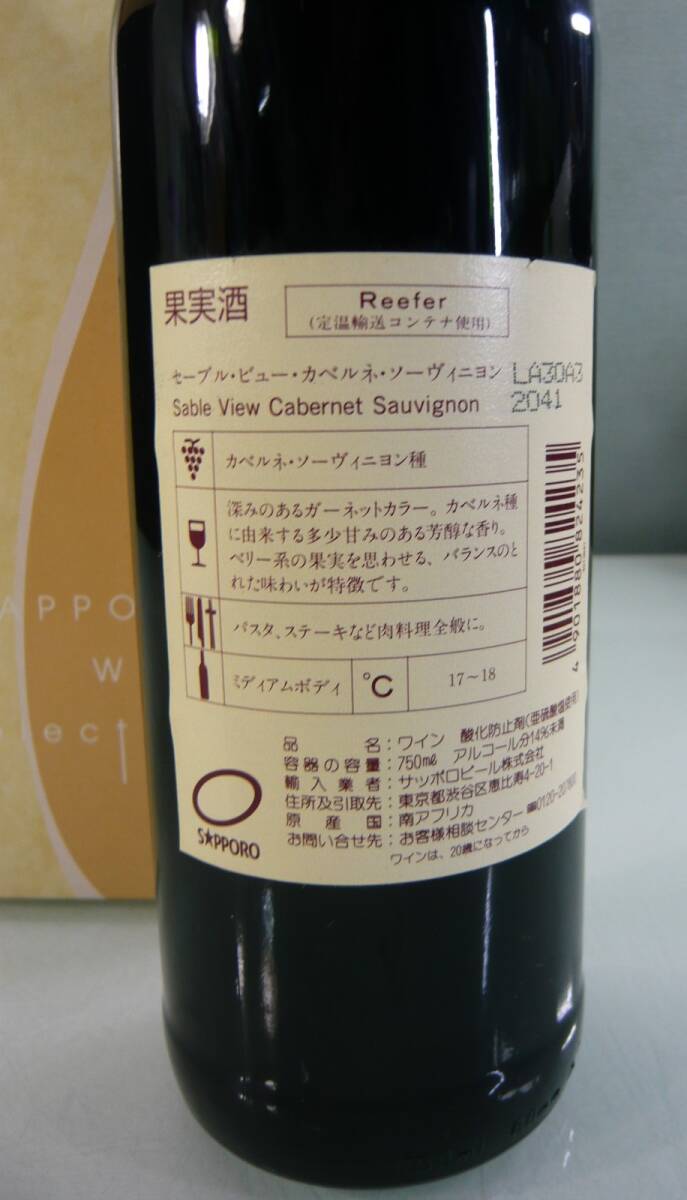 果実酒
Reefer
(定温輸送コンテナ使用)
セーブル・ビュー・カベルネ・ソーヴィニヨン
Sable View Cabernet Sauvignon
LA30A3
2041
カベルネ・ソーヴィニヨン種
深みのあるガーネットカラー。カベルネ種
に由来する多少甘みのある芳醇な香り。
ベリー系の果実を思わせる、バランスのと
れた味わいが特徴です。
パスタ、ステーキなど肉料理全般に。
ミディアムボディ
℃
17~18
4 901880 824235
品名:ワイン 酸化防止剤(亜硫酸塩使用)
容器の容量:750㎖ アルコール分14%未満
輸入業者:サッポロビール株式会社
住所及引取先:東京都渋谷区恵比寿4-20-1
原産国:南アフリカ
お問い合せ先:お客様相談センター 0120-207800
ワインは、20歳になってから
S★PPORO
APPO
W
elect